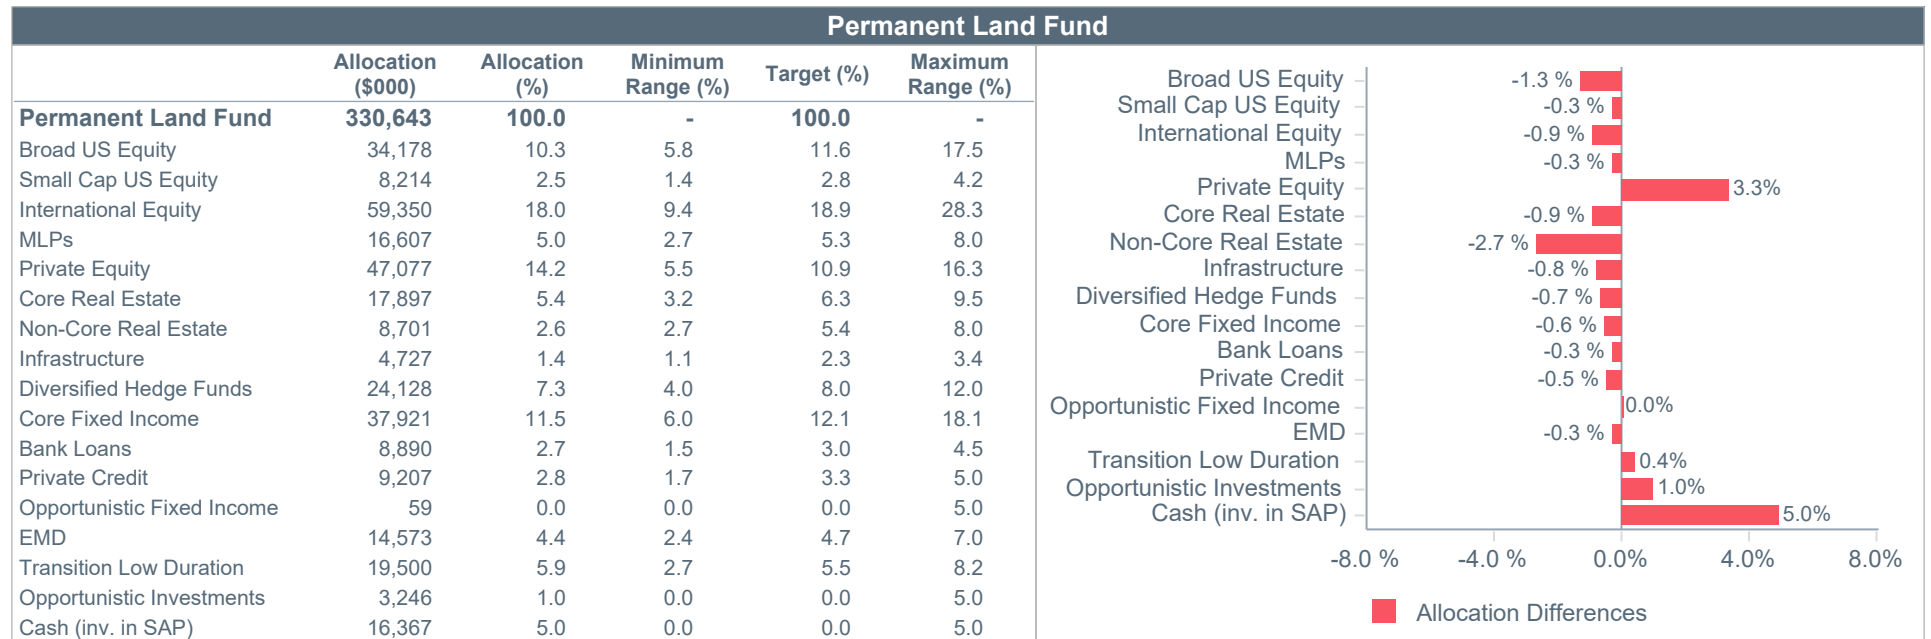 Permanent Land Fund
Allocation ($000) Allocation (%) Minimum Range (%) Target (%) Maximum Range (%)
Permanent Land Fund 330,643 100.0 - 100.0 -
Broad US Equity 34,178 10.3 5.8 11.6 17.5
Small Cap US Equity 8,214 2.5 1.4 2.8 4.2
International Equity 59,350 18.0 9.4 18.9 28.3
MLPs 16,607 5.0 2.7 5.3 8.0
Private Equity 47,077 14.2 5.5 10.9 16.3
Core Real Estate 17,897 5.4 3.2 6.3 9.5
Non-Core Real Estate 8,701 2.6 2.7 5.4 8.0
Infrastructure 4,727 1.4 1.1 2.3 3.4
Diversified Hedge Funds 24,128 7.3 4.0 8.0 12.0
Core Fixed Income 37,921 11.5 6.0 12.1 18.1
Bank Loans 8,890 2.7 1.5 3.0 4.5
Private Credit 9,207 2.8 1.7 3.3 5.0
Opportunistic Fixed Income 59 0.0 0.0 0.0 5.0
EMD 14,573 4.4 2.4 4.7 7.0
Transition Low Duration 19,500 5.9 2.7 5.5 8.2
Opportunistic Investments 3,246 1.0 0.0 0.0 5.0
Cash (inv. in SAP) 16,367 5.0 0.0 0.0 5.0
Broad US Equity -1.3 %
Small Cap US Equity -0.3 %
International Equity -0.9 %
MLPs -0.3 %
Private Equity 3.3%
Core Real Estate -0.9 %
Non-Core Real Estate -2.7 %
Infrastructure -0.8 %
Diversified Hedge Funds -0.7 %
Core Fixed Income -0.6 %
Bank Loans -0.3 %
Private Credit -0.5 %
Opportunistic Fixed Income 0.0%
EMD -0.3 %
Transition Low Duration 0.4%
Opportunistic Investments 1.0%
Cash (inv. in SAP) 5.0%
-8.0 % -4.0 % 0.0% 4.0% 8.0%
Allocation Differences